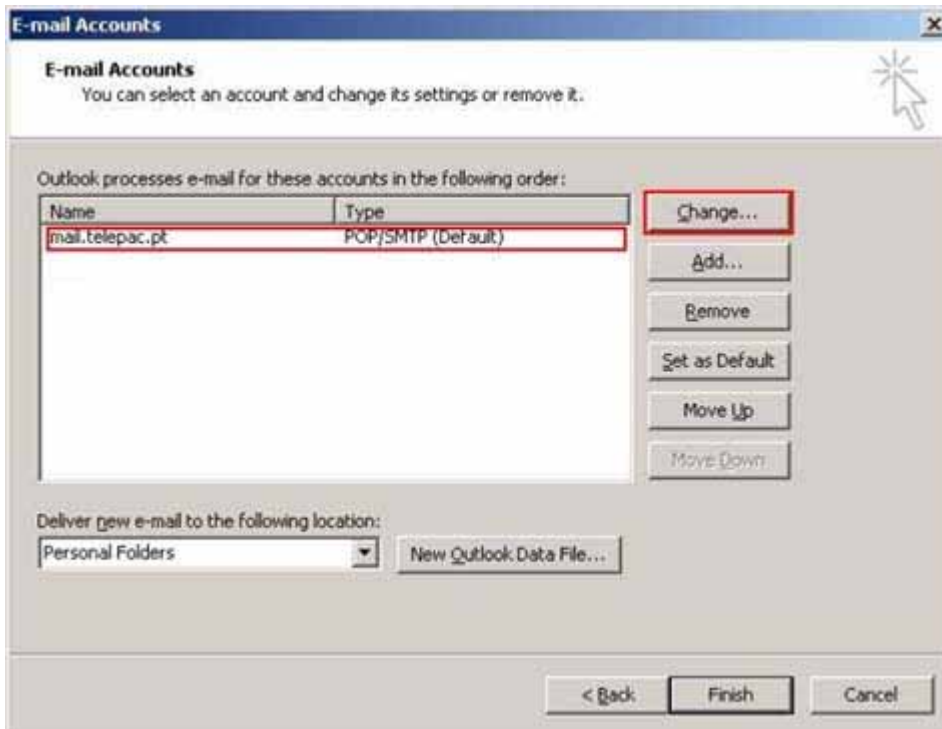 E-mail Accounts
E-mail Accounts
You can select an account and change its settings or remove it.
Outlook processes e-mail for these accounts in the following order:
Name Type
mail.telepac.pt POP/SMTP (Default)
Change...
Add...
Remove
Set as Default
Move Up
Move Down
Deliver new e-mail to the following location:
Personal Folders
New Outlook Data File...
< Back Finish Cancel